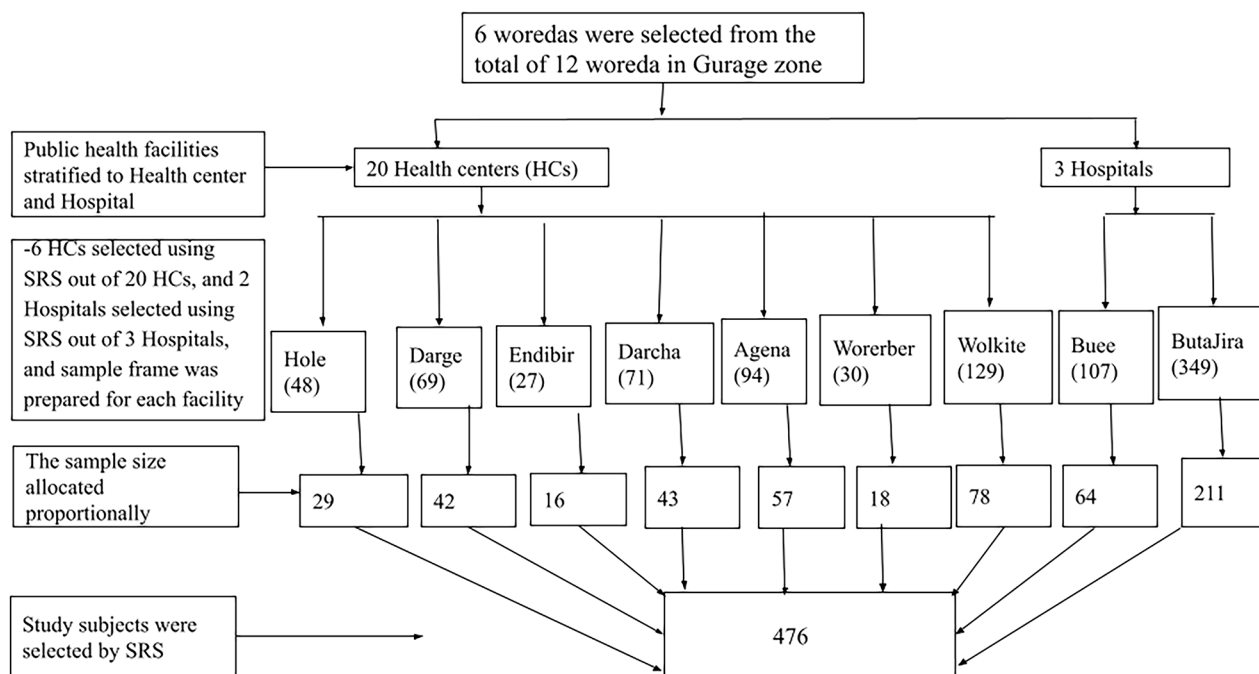 6 woredas were selected from the
total of 12 woreda in Gurage zone
Public health facilities
stratified to Health center
and Hospital
20 Health centers (HCs)
3 Hospitals
-6 HCs selected using
SRS out of 20 HCs, and 2
Hospitals selected using
SRS out of 3 Hospitals,
and sample frame was
prepared for each facility
Hole
(48)
Darge
(69)
Endibir
(27)
Darcha
(71)
Agena
(94)
Worerber
(30)
Wolkite
(129)
Buee
(107)
ButaJira
(349)
The sample size
allocated
proportionally
29
42
16
43
57
18
78
64
211
Study subjects were
selected by SRS
476